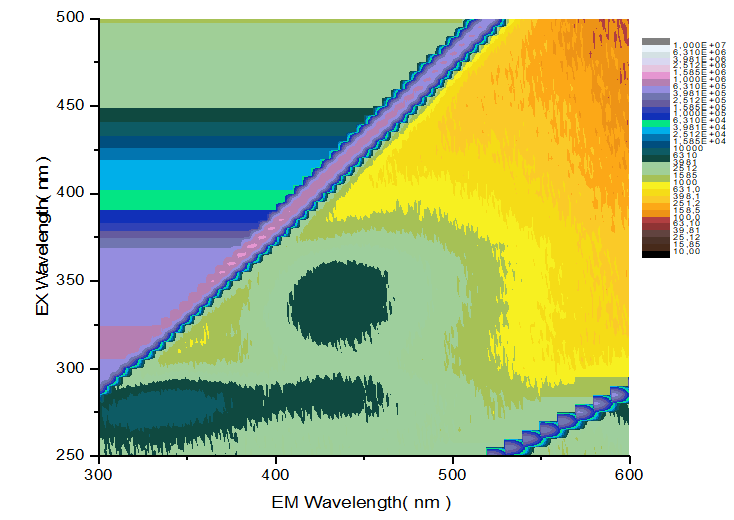 500
450
400
350
300
250
EX Wavelength( nm )
300
400
500
600
EM Wavelength( nm )
1.000E+07
6.310E+06
3.981E+06
2.512E+06
1.585E+06
1.000E+06
6.310E+05
3.981E+05
2.512E+05
1.585E+05
1.000E+05
6.310E+04
3.981E+04
2.512E+04
1.585E+04
10000
6310
3981
2512
1585
1000
631.0
398.1
251.2
158.5
100.0
63.10
39.81
25.12
15.85
10.00